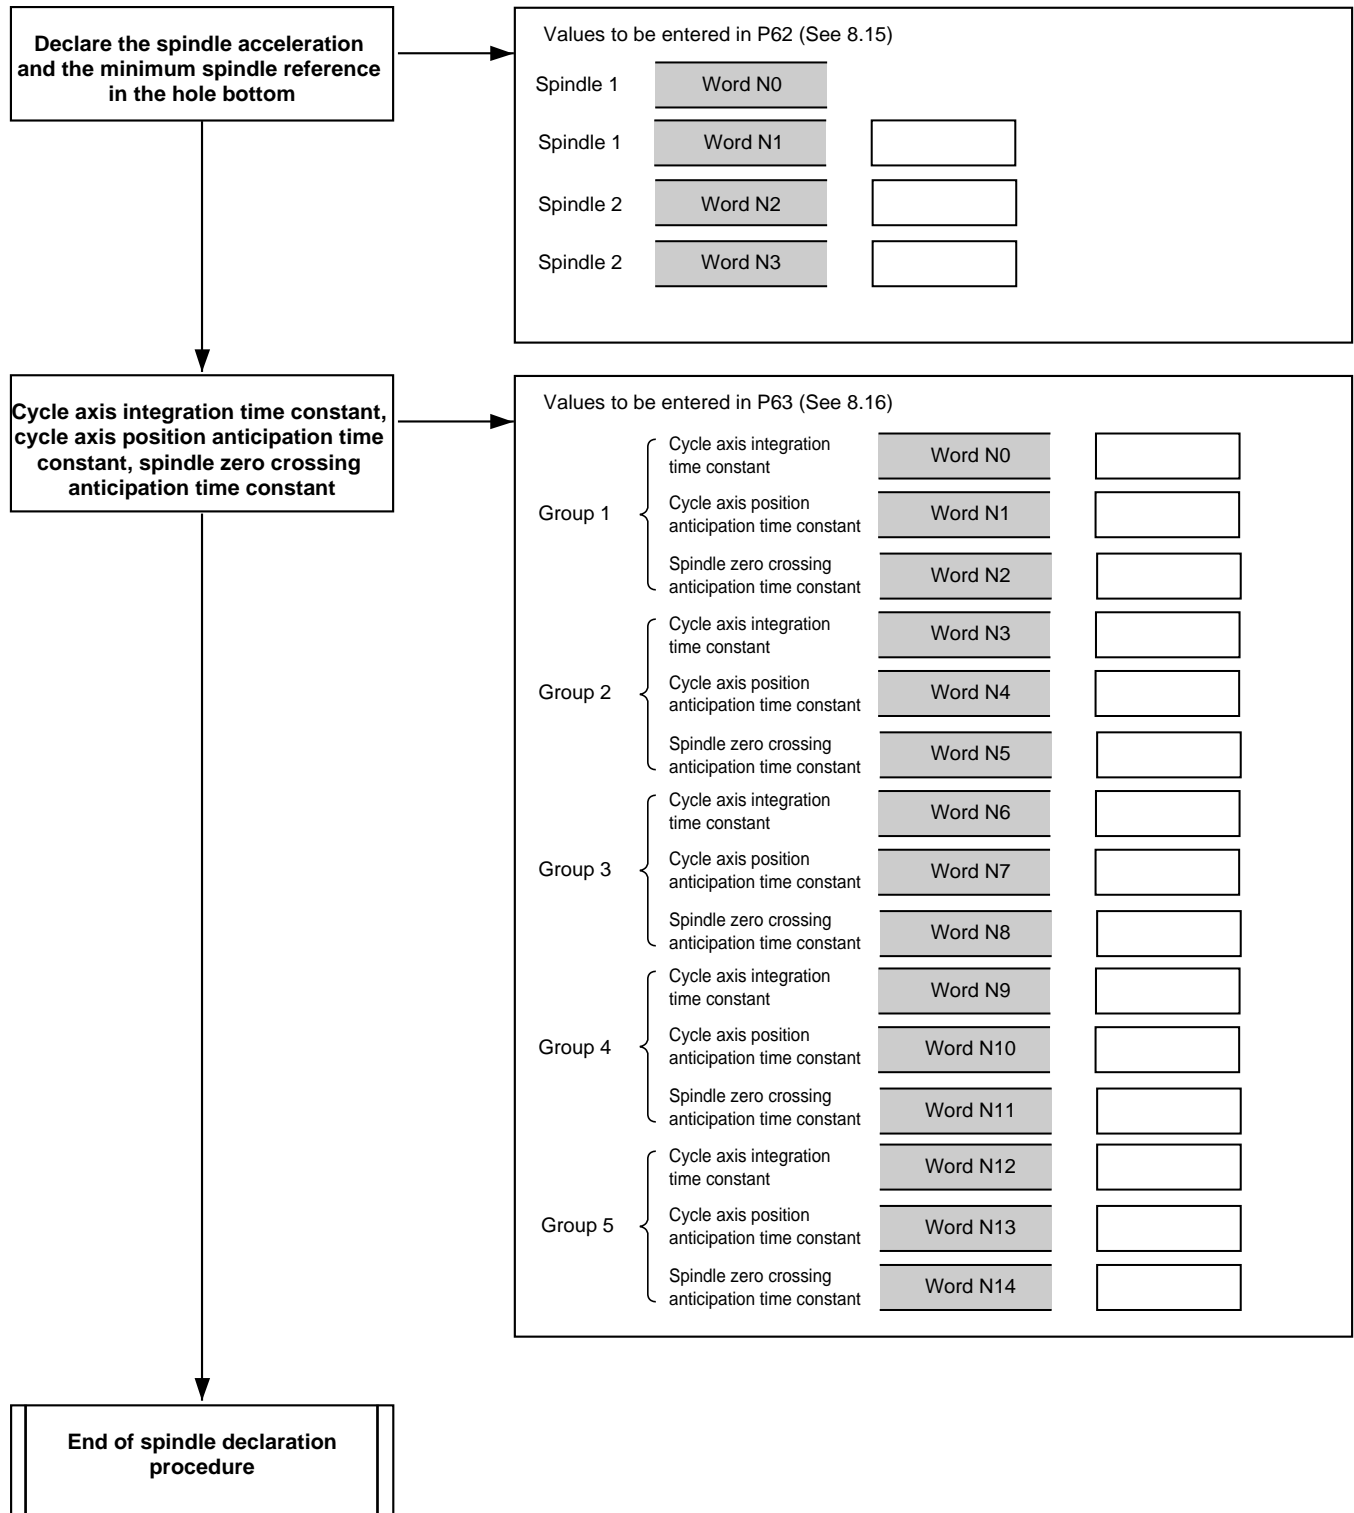 Declare the spindle acceleration
and the minimum spindle reference
in the hole bottom
Values to be entered in P62 (See 8.15)
Spindle 1 Word N0
Spindle 1 Word N1
Spindle 2 Word N2
Spindle 2 Word N3
Cycle axis integration time constant,
cycle axis position anticipation time
constant, spindle zero crossing
anticipation time constant
Values to be entered in P63 (See 8.16)
Group 1
Cycle axis integration
time constant
Word N0
Cycle axis position
anticipation time constant
Word N1
Spindle zero crossing
anticipation time constant
Word N2
Group 2
Cycle axis integration
time constant
Word N3
Cycle axis position
anticipation time constant
Word N4
Spindle zero crossing
anticipation time constant
Word N5
Group 3
Cycle axis integration
time constant
Word N6
Cycle axis position
anticipation time constant
Word N7
Spindle zero crossing
anticipation time constant
Word N8
Group 4
Cycle axis integration
time constant
Word N9
Cycle axis position
anticipation time constant
Word N10
Spindle zero crossing
anticipation time constant
Word N11
Group 5
Cycle axis integration
time constant
Word N12
Cycle axis position
anticipation time constant
Word N13
Spindle zero crossing
anticipation time constant
Word N14
End of spindle declaration
procedure